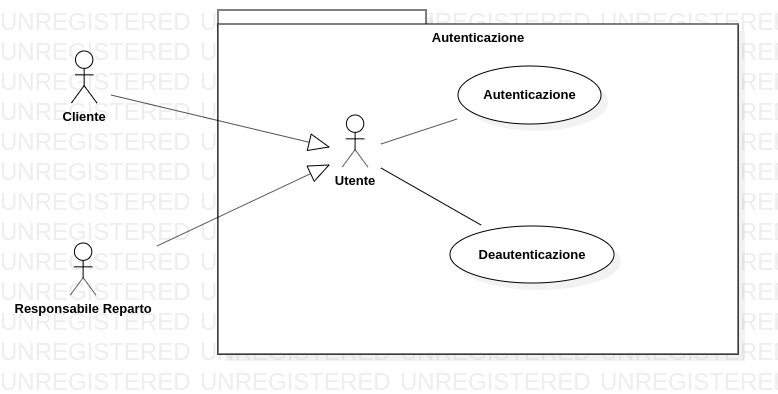 UNREGISTERED UNREGISTERED UNREGISTERED UNREGISTERED
Autenticazione
Autenticazione
Cliente
Utente
Deautenticazione
Responsabile Reparto
UNREGISTERED UNREGISTERED UNREGISTERED UNREGISTERED